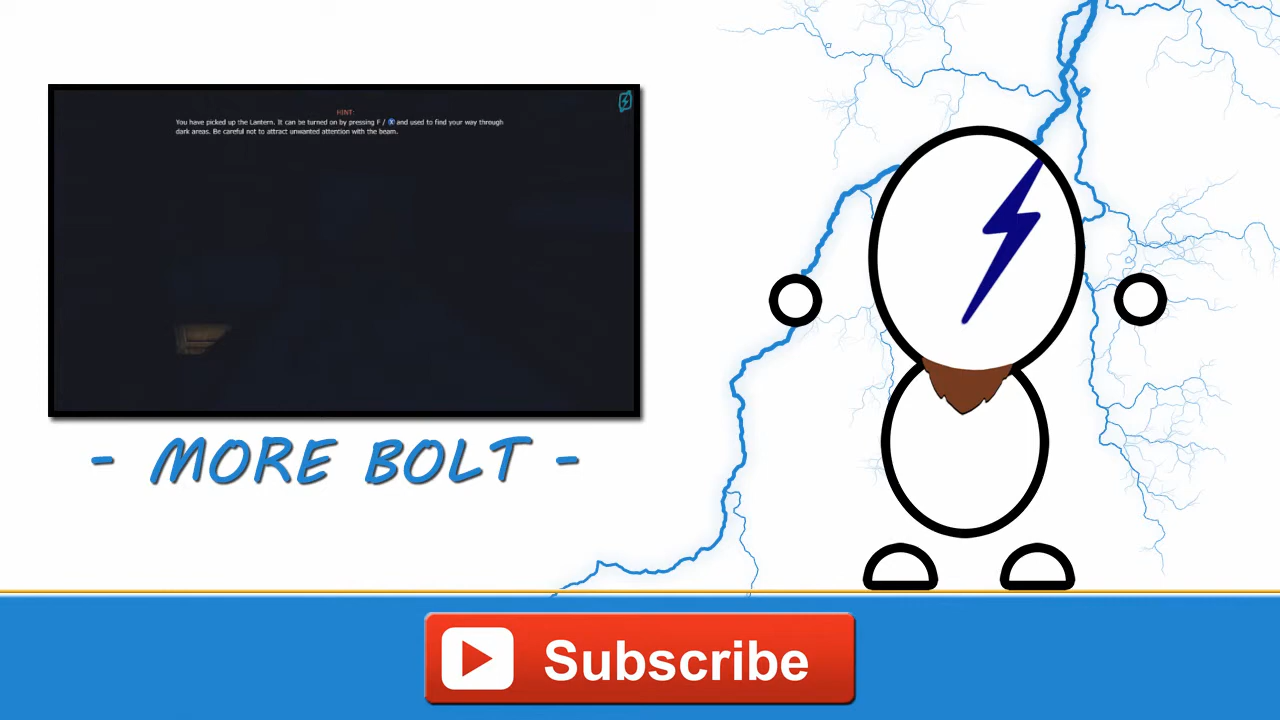 HINT:
You have picked up the Lantern. It can be turned on by pressing F / X and used to find your way through
dark areas. Be careful not to attract unwanted attention with the beam.
- MORE BOLT -
Subscribe